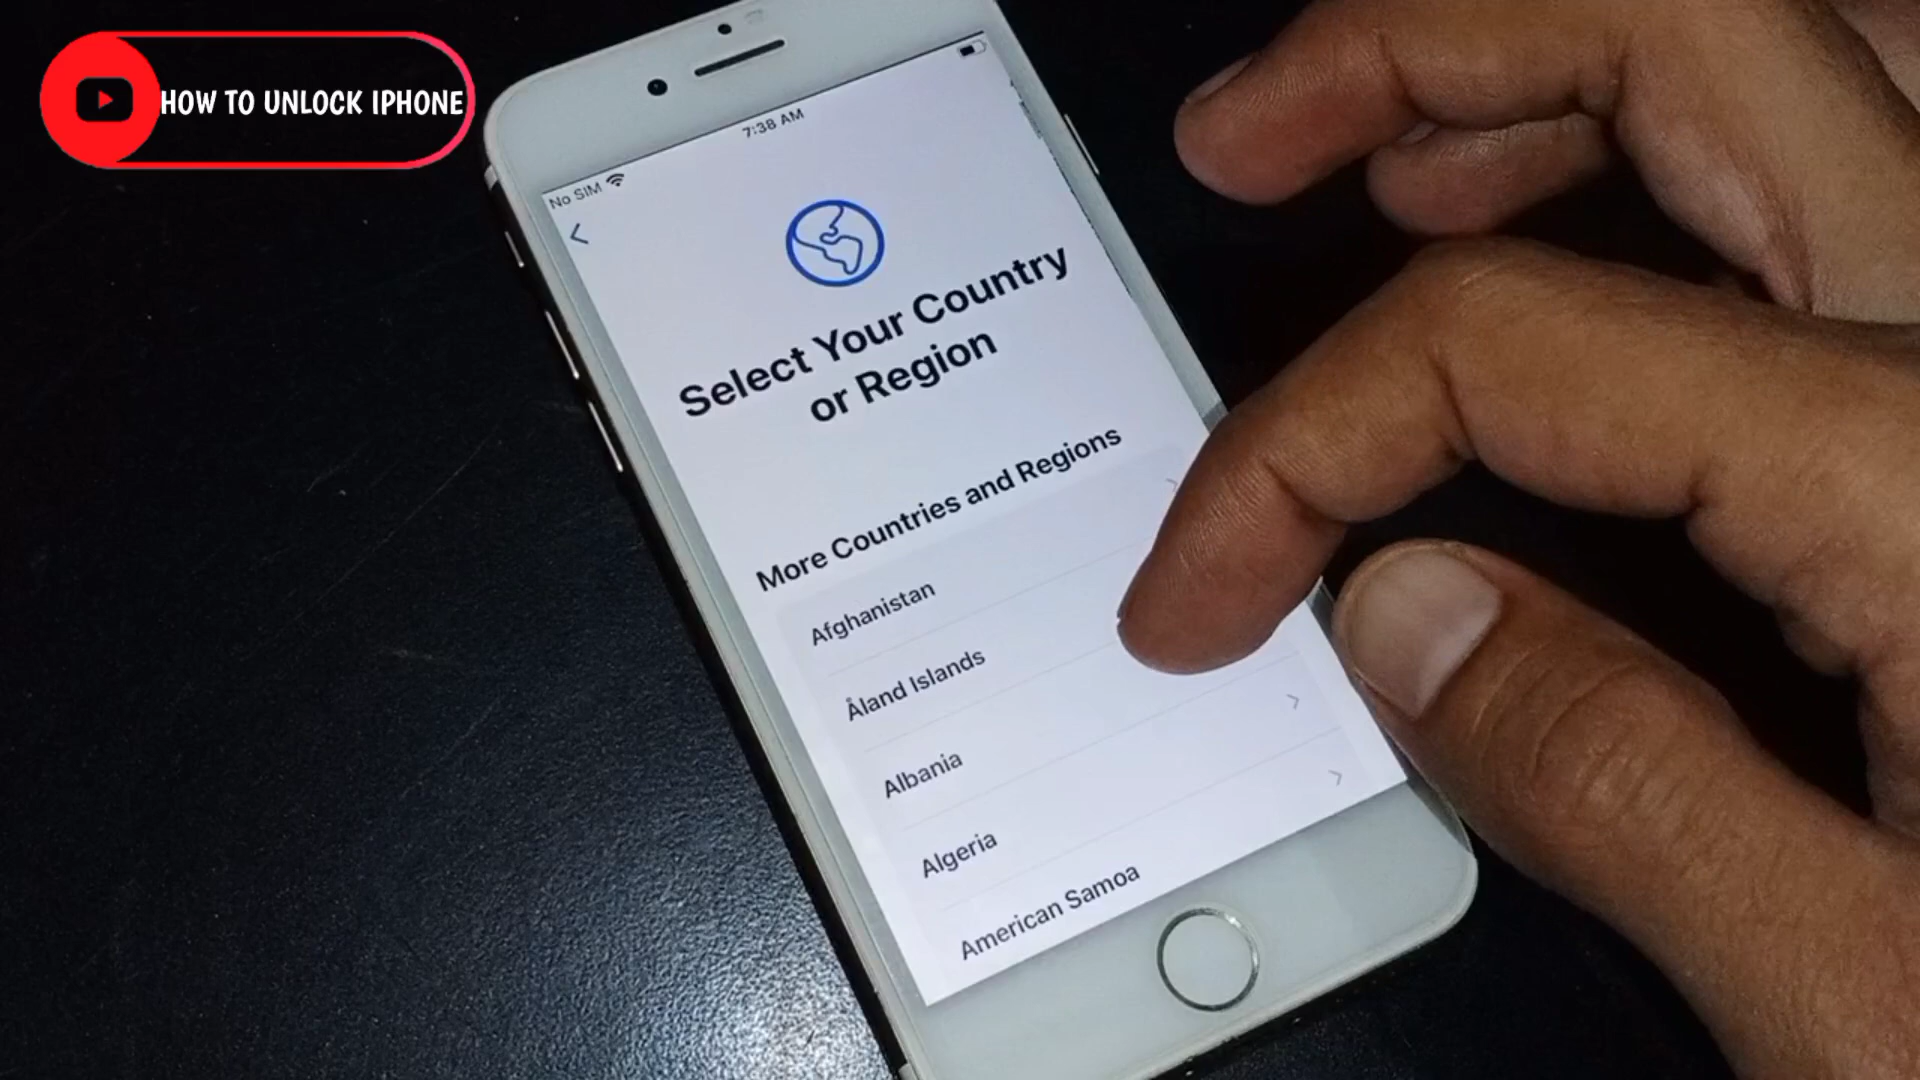 HOW TO UNLOCK IPHONE
7:38 AM
No SIM
Select Your Country
or Region
More Countries and Regions
Afghanistan
Åland Islands
Albania
Algeria
American Samoa